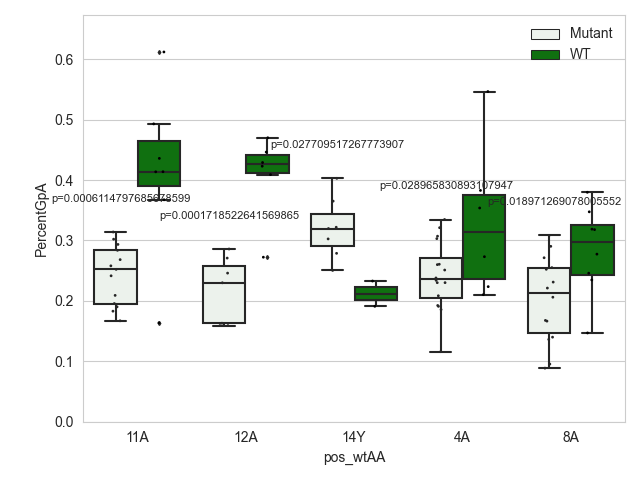 Mutant
WT
0.6
0.5
p=0.027709517267773907
0.4
p=0.028965830893107947
p=0.018971269078005552
p=0.0001718522641569865
0.3
0.2
0.1
0.0
PercentGpA
11A
12A
14Y
4A
8A
pos_wtAA